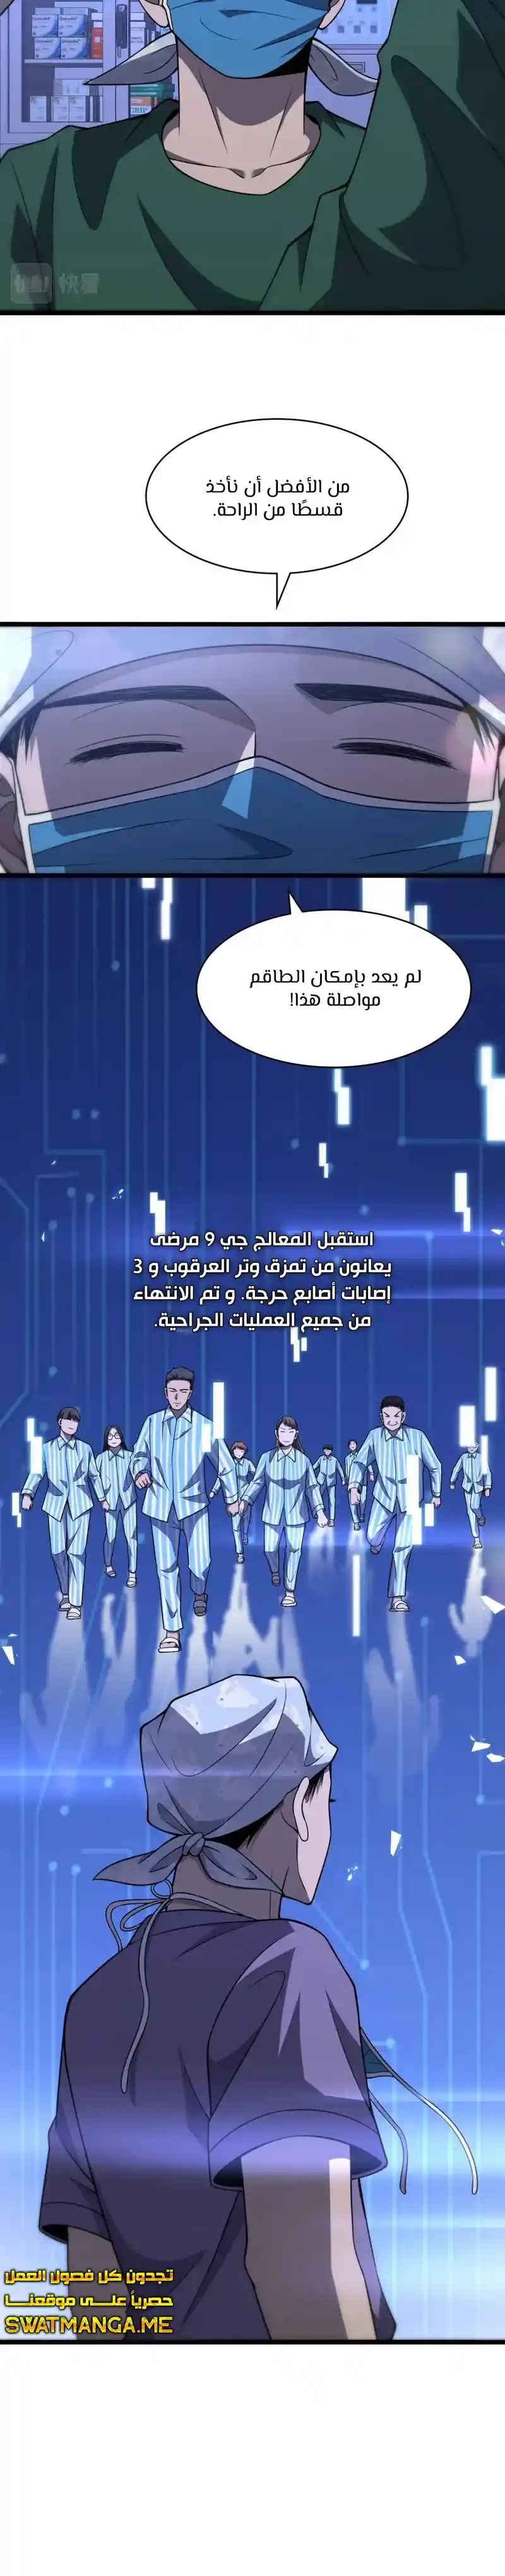 快看
من الأفضل أن نأخذ
قسطًا من الراحة.
لم يعد بإمكان الطاقم
مواصلة هذا!
استقبل المعالج جي 9 مرضى
يعانون من تمزق وتر العرقوب و 3
إصابات أصابع حرجة. و تم الانتهاء
من جميع العمليات الجراحية.
تجدون كل فصول العمل
حصرياً على موقعنا
SWATMANGA.ME